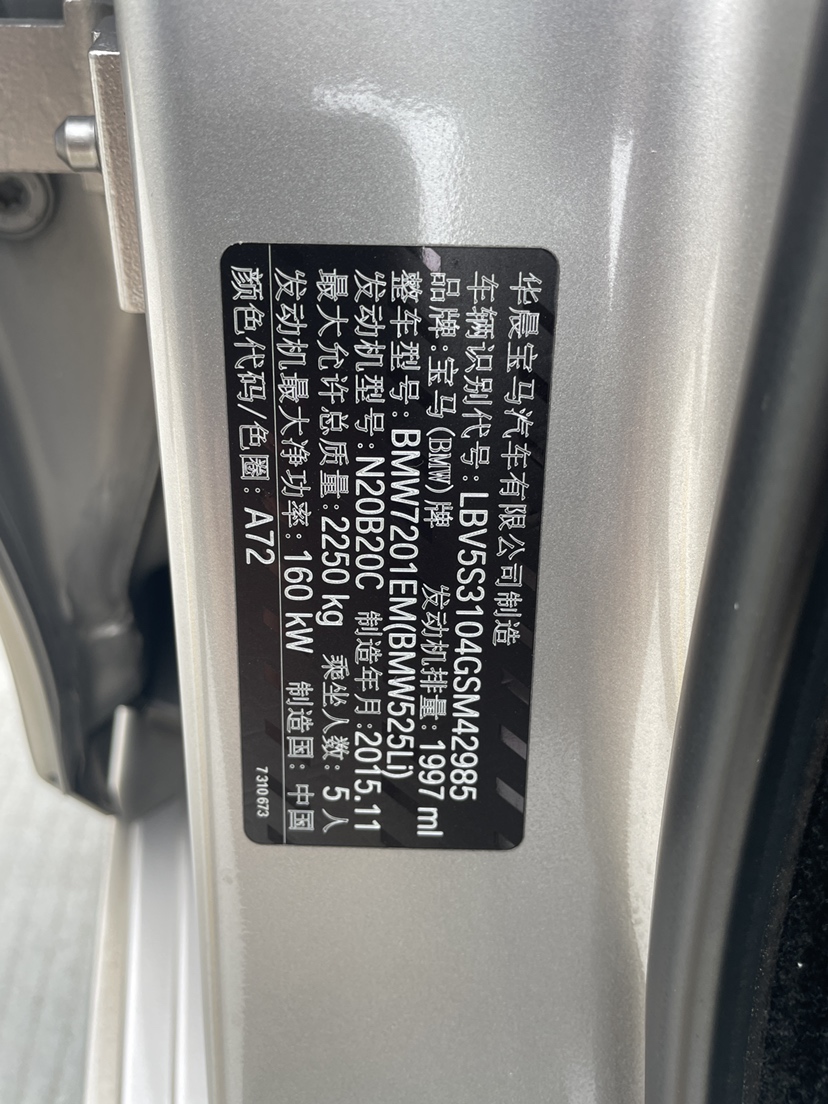 华晨宝马汽车有限公司制造
车辆识别代号:LBV5S3104GSM42985
品牌:宝马(BMW)牌 发动机排量:1997 ml
整车型号:BMW7201EM(BMW525Li)
发动机型号:N20B20C 制造年月:2015.11
最大允许总质量:2250 kg 乘坐人数:5人
发动机最大净功率:160 kW 制造国:中国
颜色代码/色圈:A72
7 310 673